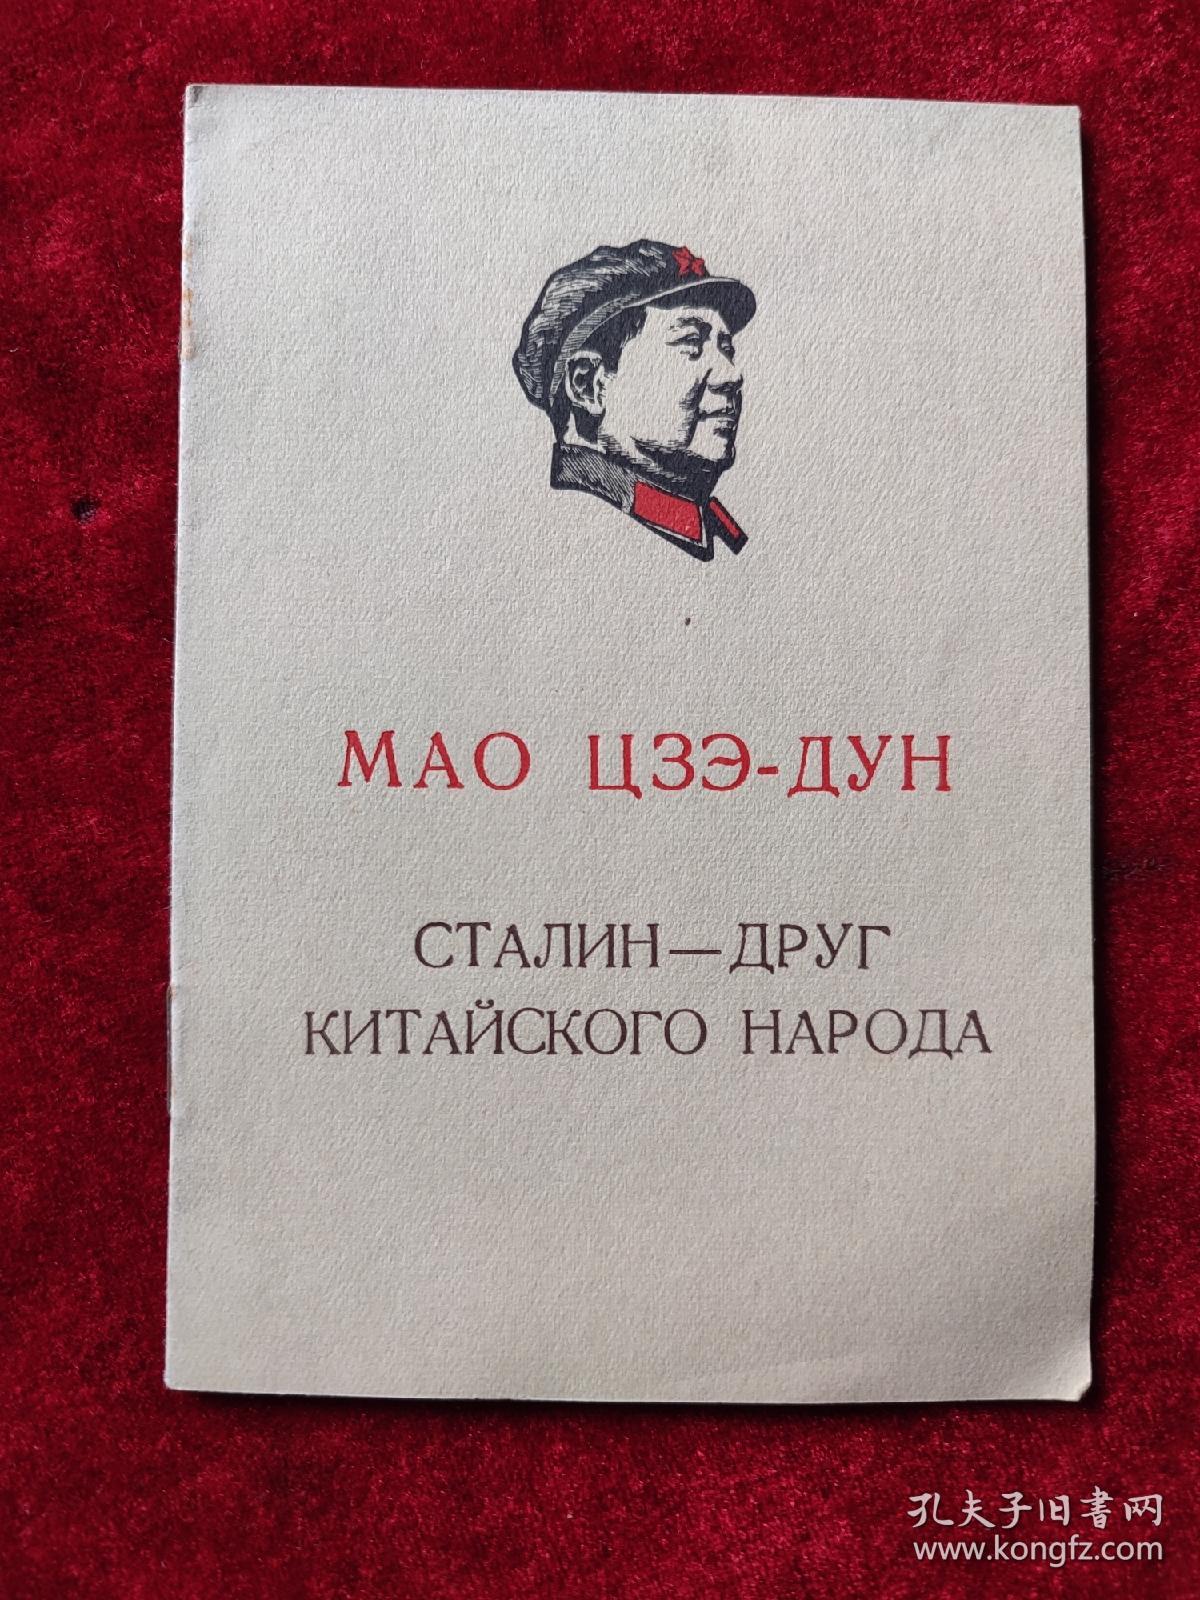 МАО ЦЗЭ-ДУН
СТАЛИН—ДРУГ
КИТАЙСКОГО НАРОДА
孔夫子旧书网
www.kongfz.com